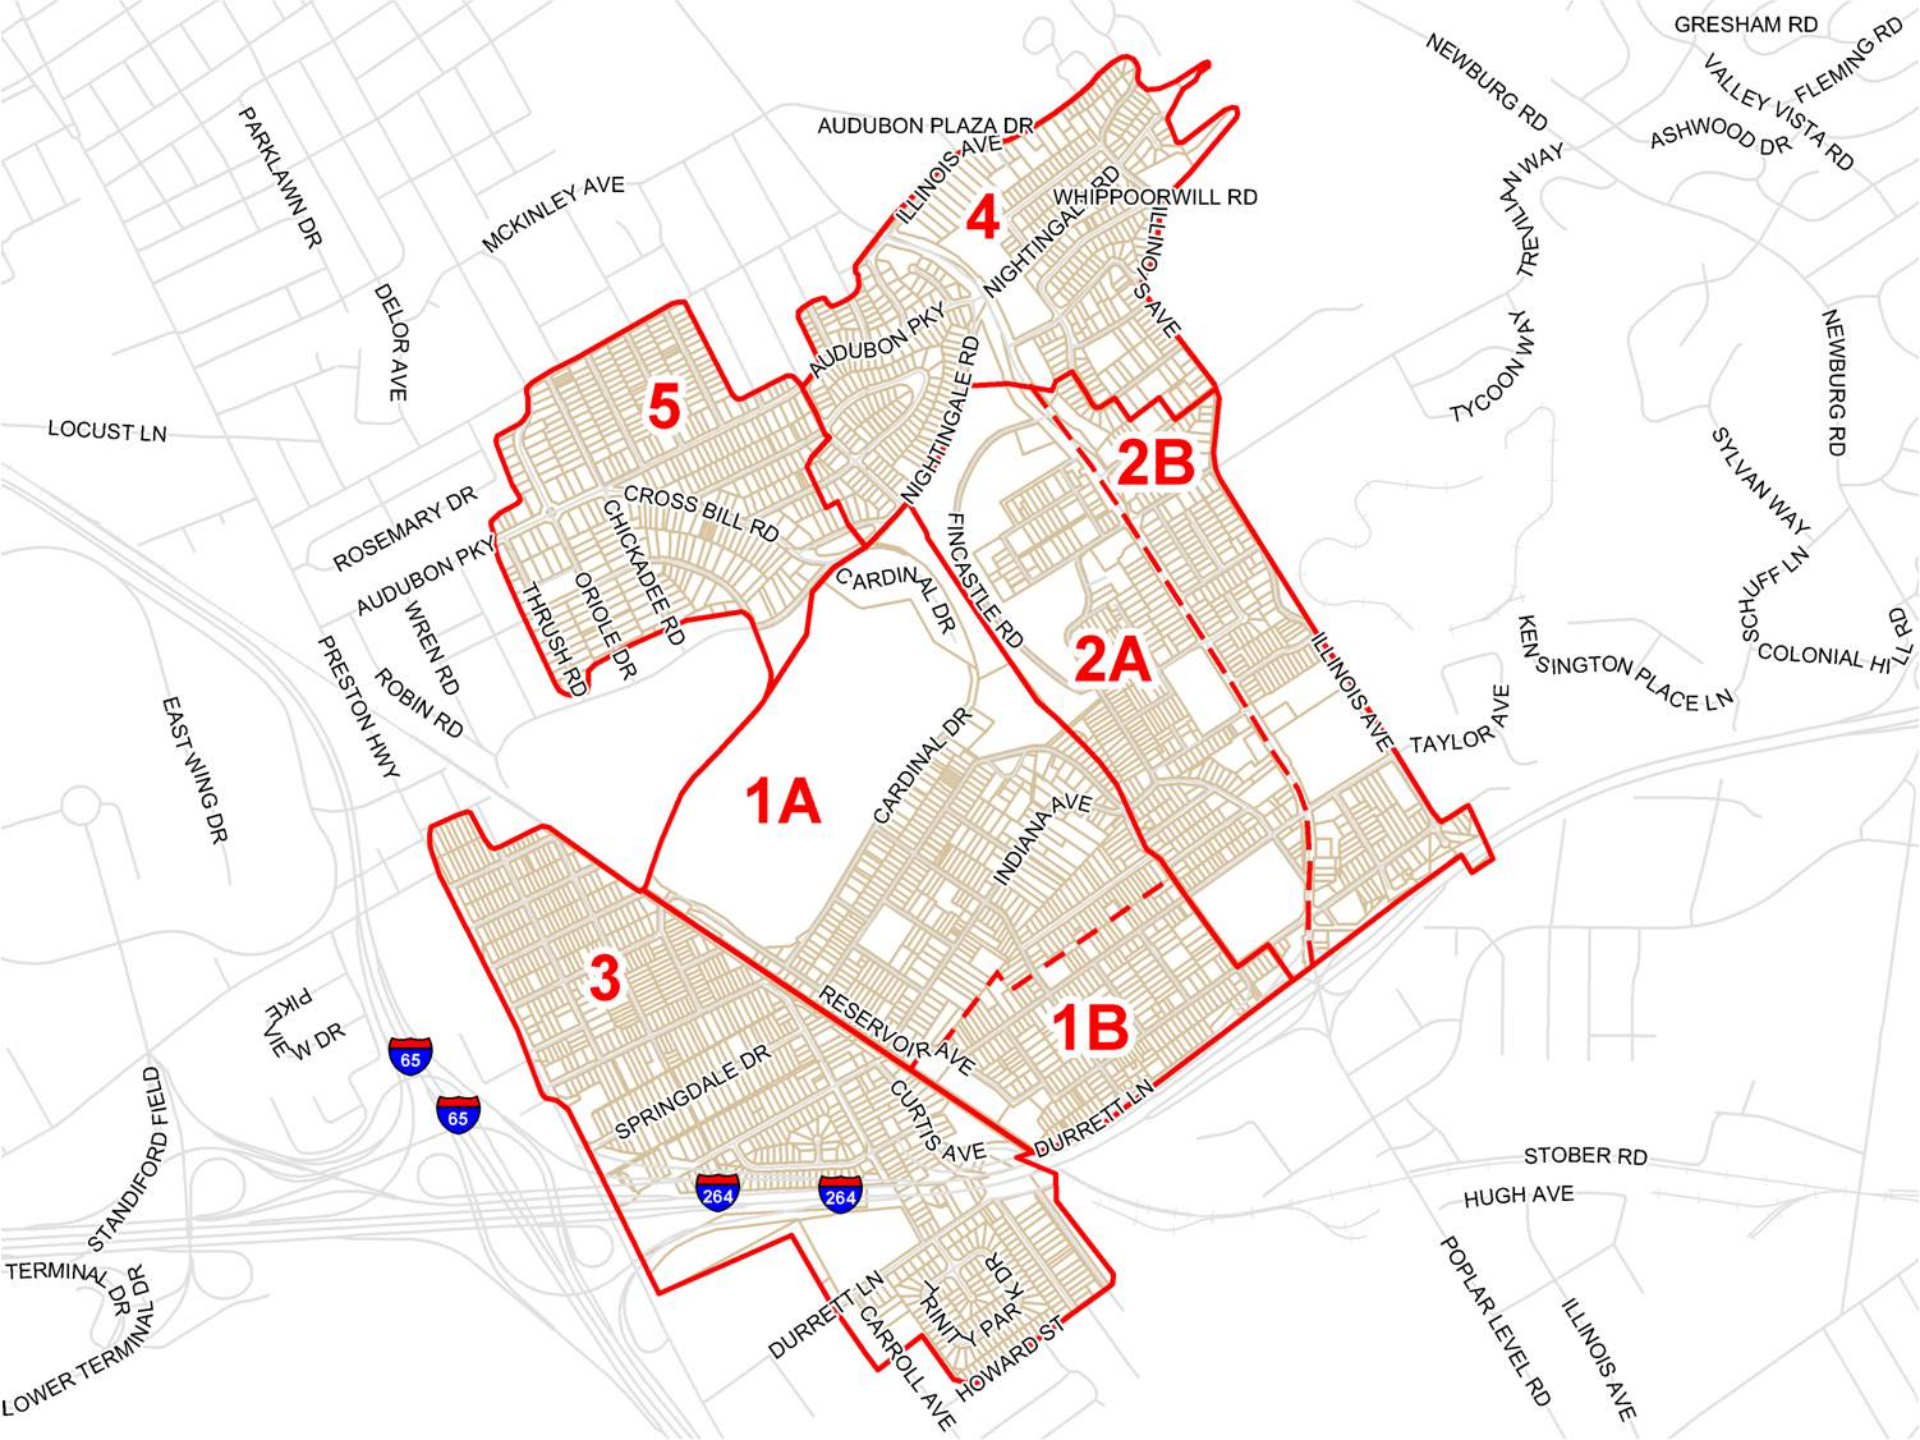 GRESHAM RD
NEWBURG RD
FLEMING RD
VALLEY VISTA RD
ASHWOOD DR
AUDUBON PLAZA DR
ILLINOIS AVE
PARKLAWN DR
MCKINLEY AVE
4
NIGHTINGALE RD
WHIPPOORWILL RD
ILLINOIS AVE
TREVILIAN WAY
DELOR AVE
AUDUBON PKY
TYCOON WAY
NEWBURG RD
5
LOCUST LN
NIGHTINGALE RD
2B
ROSEMARY DR
CROSS BILL RD
CHICKADEE RD
SYLVAN WAY
AUDUBON PKY
FINCASTLE RD
CARDINAL DR
THRUSH RD
ORIOLE DR
WREN RD
SCHUFF LN
2A
KENSINGTON PLACE LN
COLONIAL HILL RD
ILLINOIS AVE
PRESTON HWY
ROBIN RD
EAST WING DR
TAYLOR AVE
CARDINAL DR
1A
INDIANA AVE
3
RESERVOIR AVE
1B
PIKEVIEW DR
65
65
SPRINGDALE DR
CURTIS AVE
DURRETT LN
STANDIFORD FIELD
STOBER RD
264
264
HUGH AVE
TERMINAL DR
LOWER TERMINAL DR
DURRETT LN
CARROLL AVE
TRINITY PARK DR
HOWARD ST
POPLAR LEVEL RD
ILLINOIS AVE